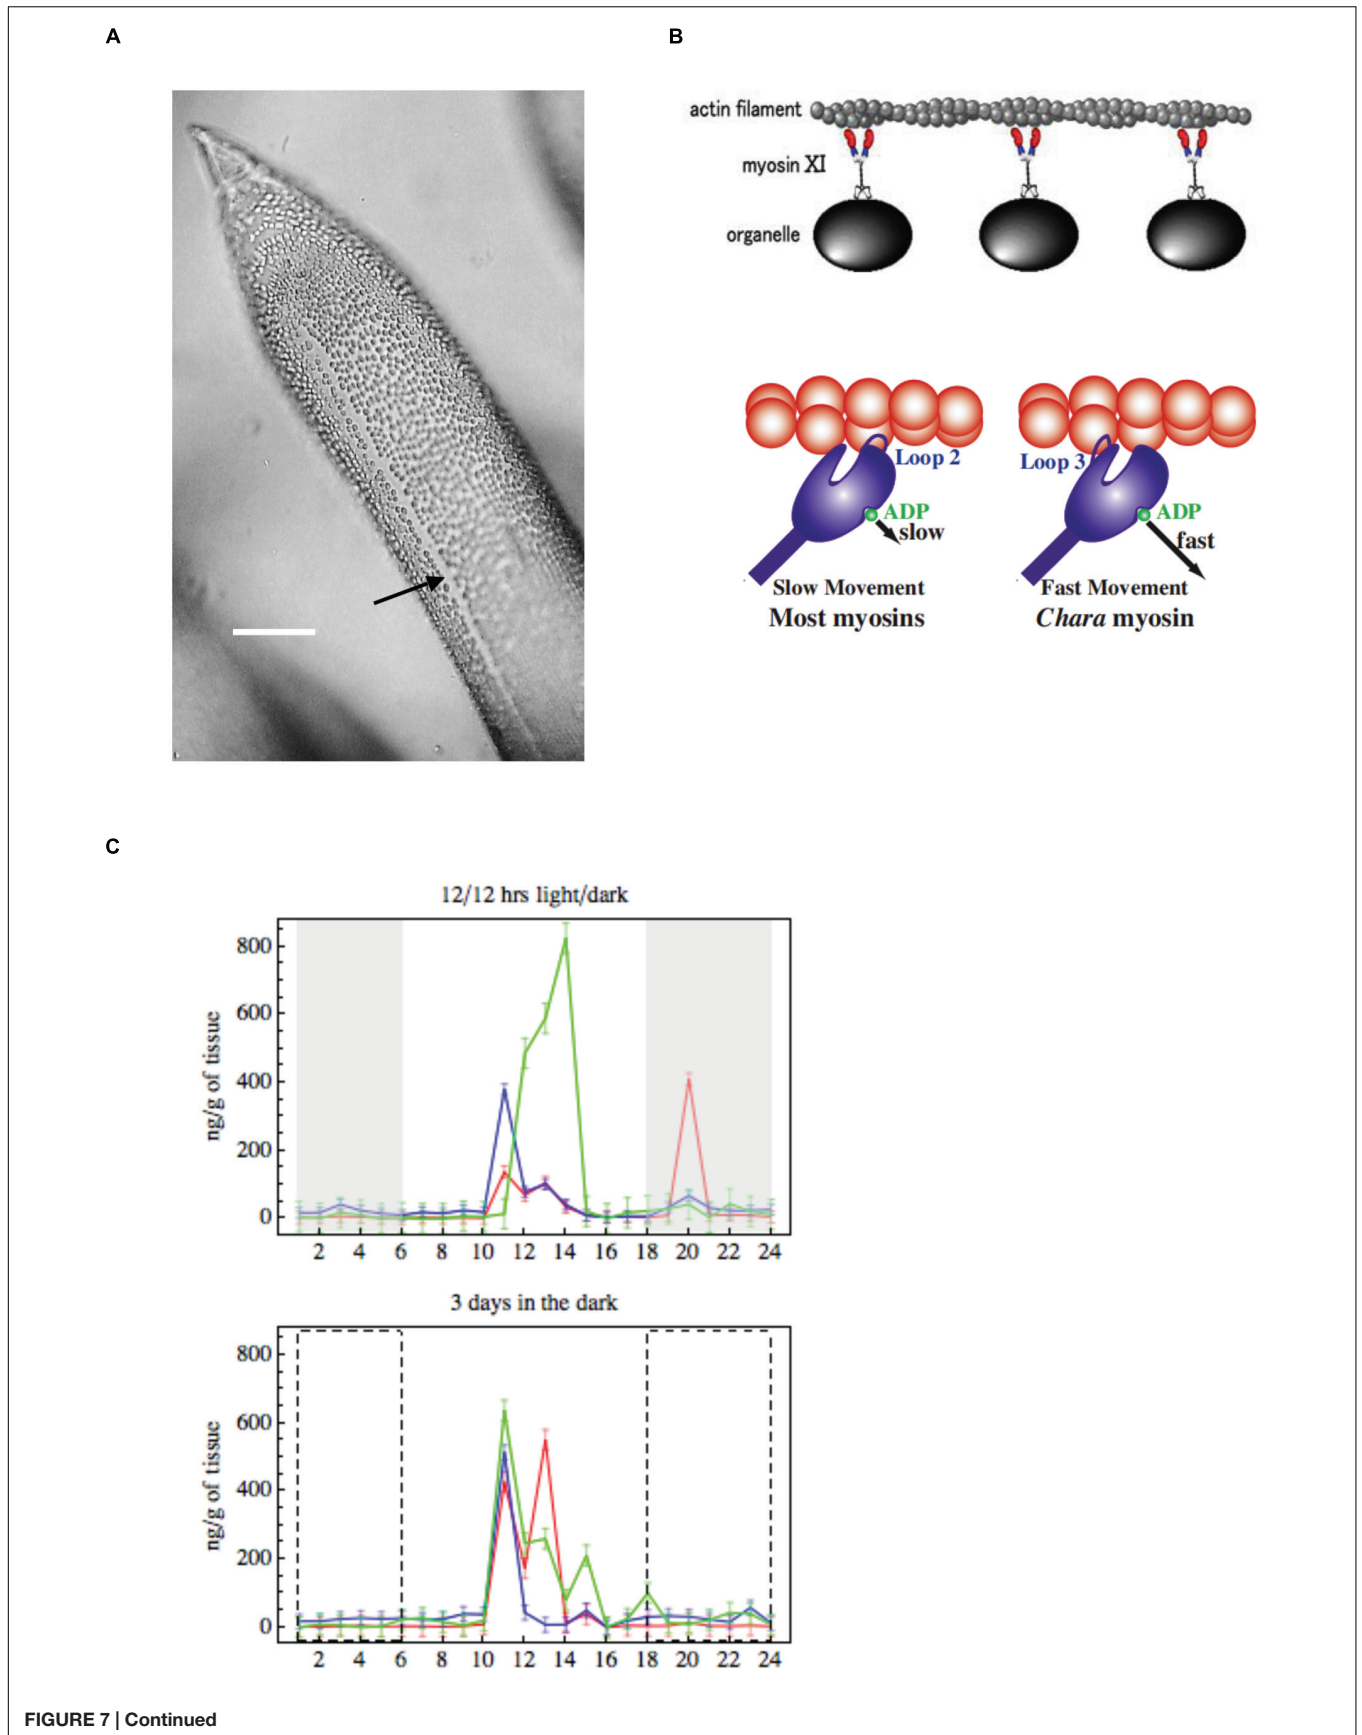 A
B
actin filament
myosin XI
organelle
Loop 2
ADP
slow
Slow Movement
Most myosins
Loop 3
ADP
fast
Fast Movement
Chara myosin
C
12/12 hrs light/dark
ng/g of tissue
800
600
400
200
0
2 4 6 8 10 12 14 16 18 20 22 24
3 days in the dark
ng/g of tissue
800
600
400
200
0
2 4 6 8 10 12 14 16 18 20 22 24
FIGURE 7 | Continued